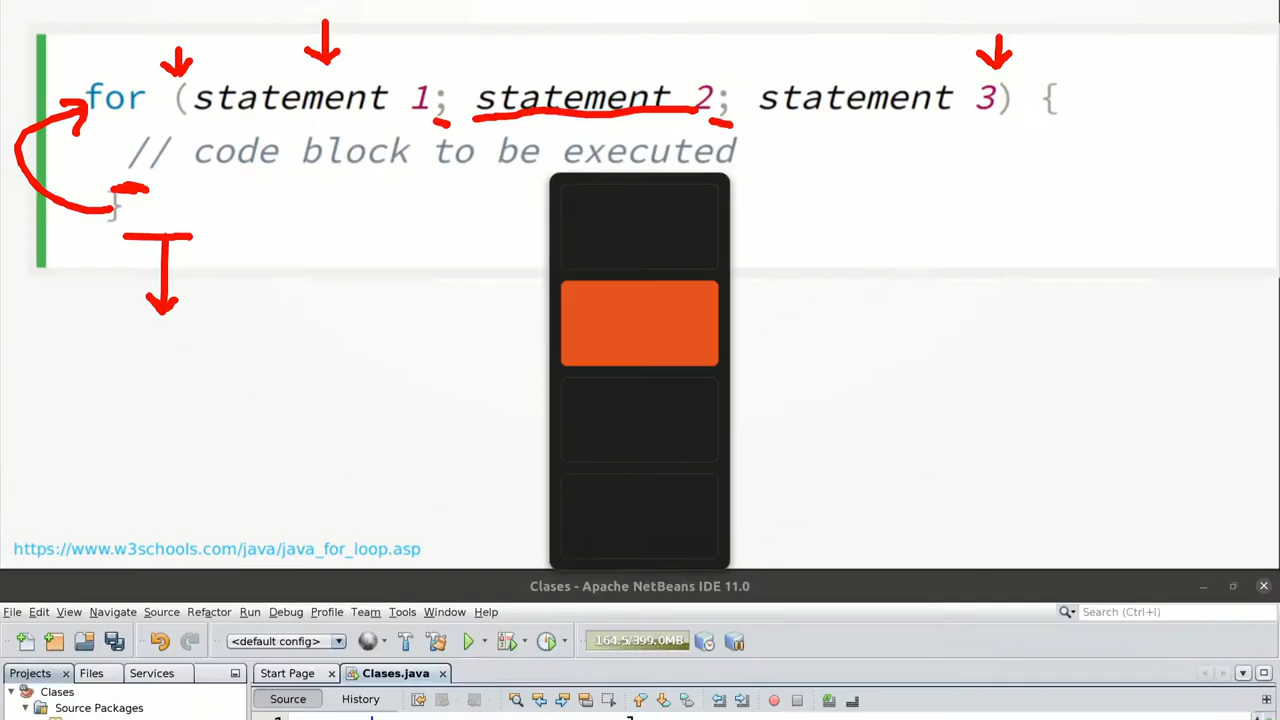 for (statement 1; statement 2; statement 3) {
// code block to be executed
}
https://www.w3schools.com/java/java_for_loop.asp
Clases - Apache NetBeans IDE 11.0
File Edit View Navigate Source Refactor Run Debug Profile Team Tools Window Help
Search (Ctrl+I)
<default config>
164.5/399.0MB
Projects Files Services Start Page Clases.java
Clases
Source History
Source Packages
1